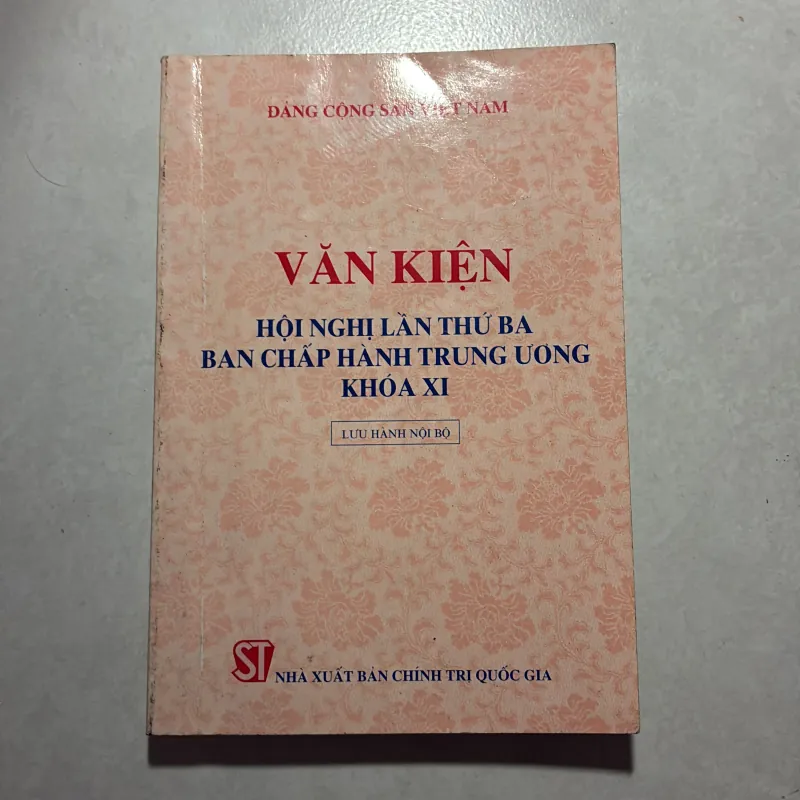 ĐẢNG CỘNG SẢN VIỆT NAM
VĂN KIỆN
HỘI NGHỊ LẦN THỨ BA
BAN CHẤP HÀNH TRUNG ƯƠNG
KHÓA XI
LƯU HÀNH NỘI BỘ
ST NHÀ XUẤT BẢN CHÍNH TRỊ QUỐC GIA